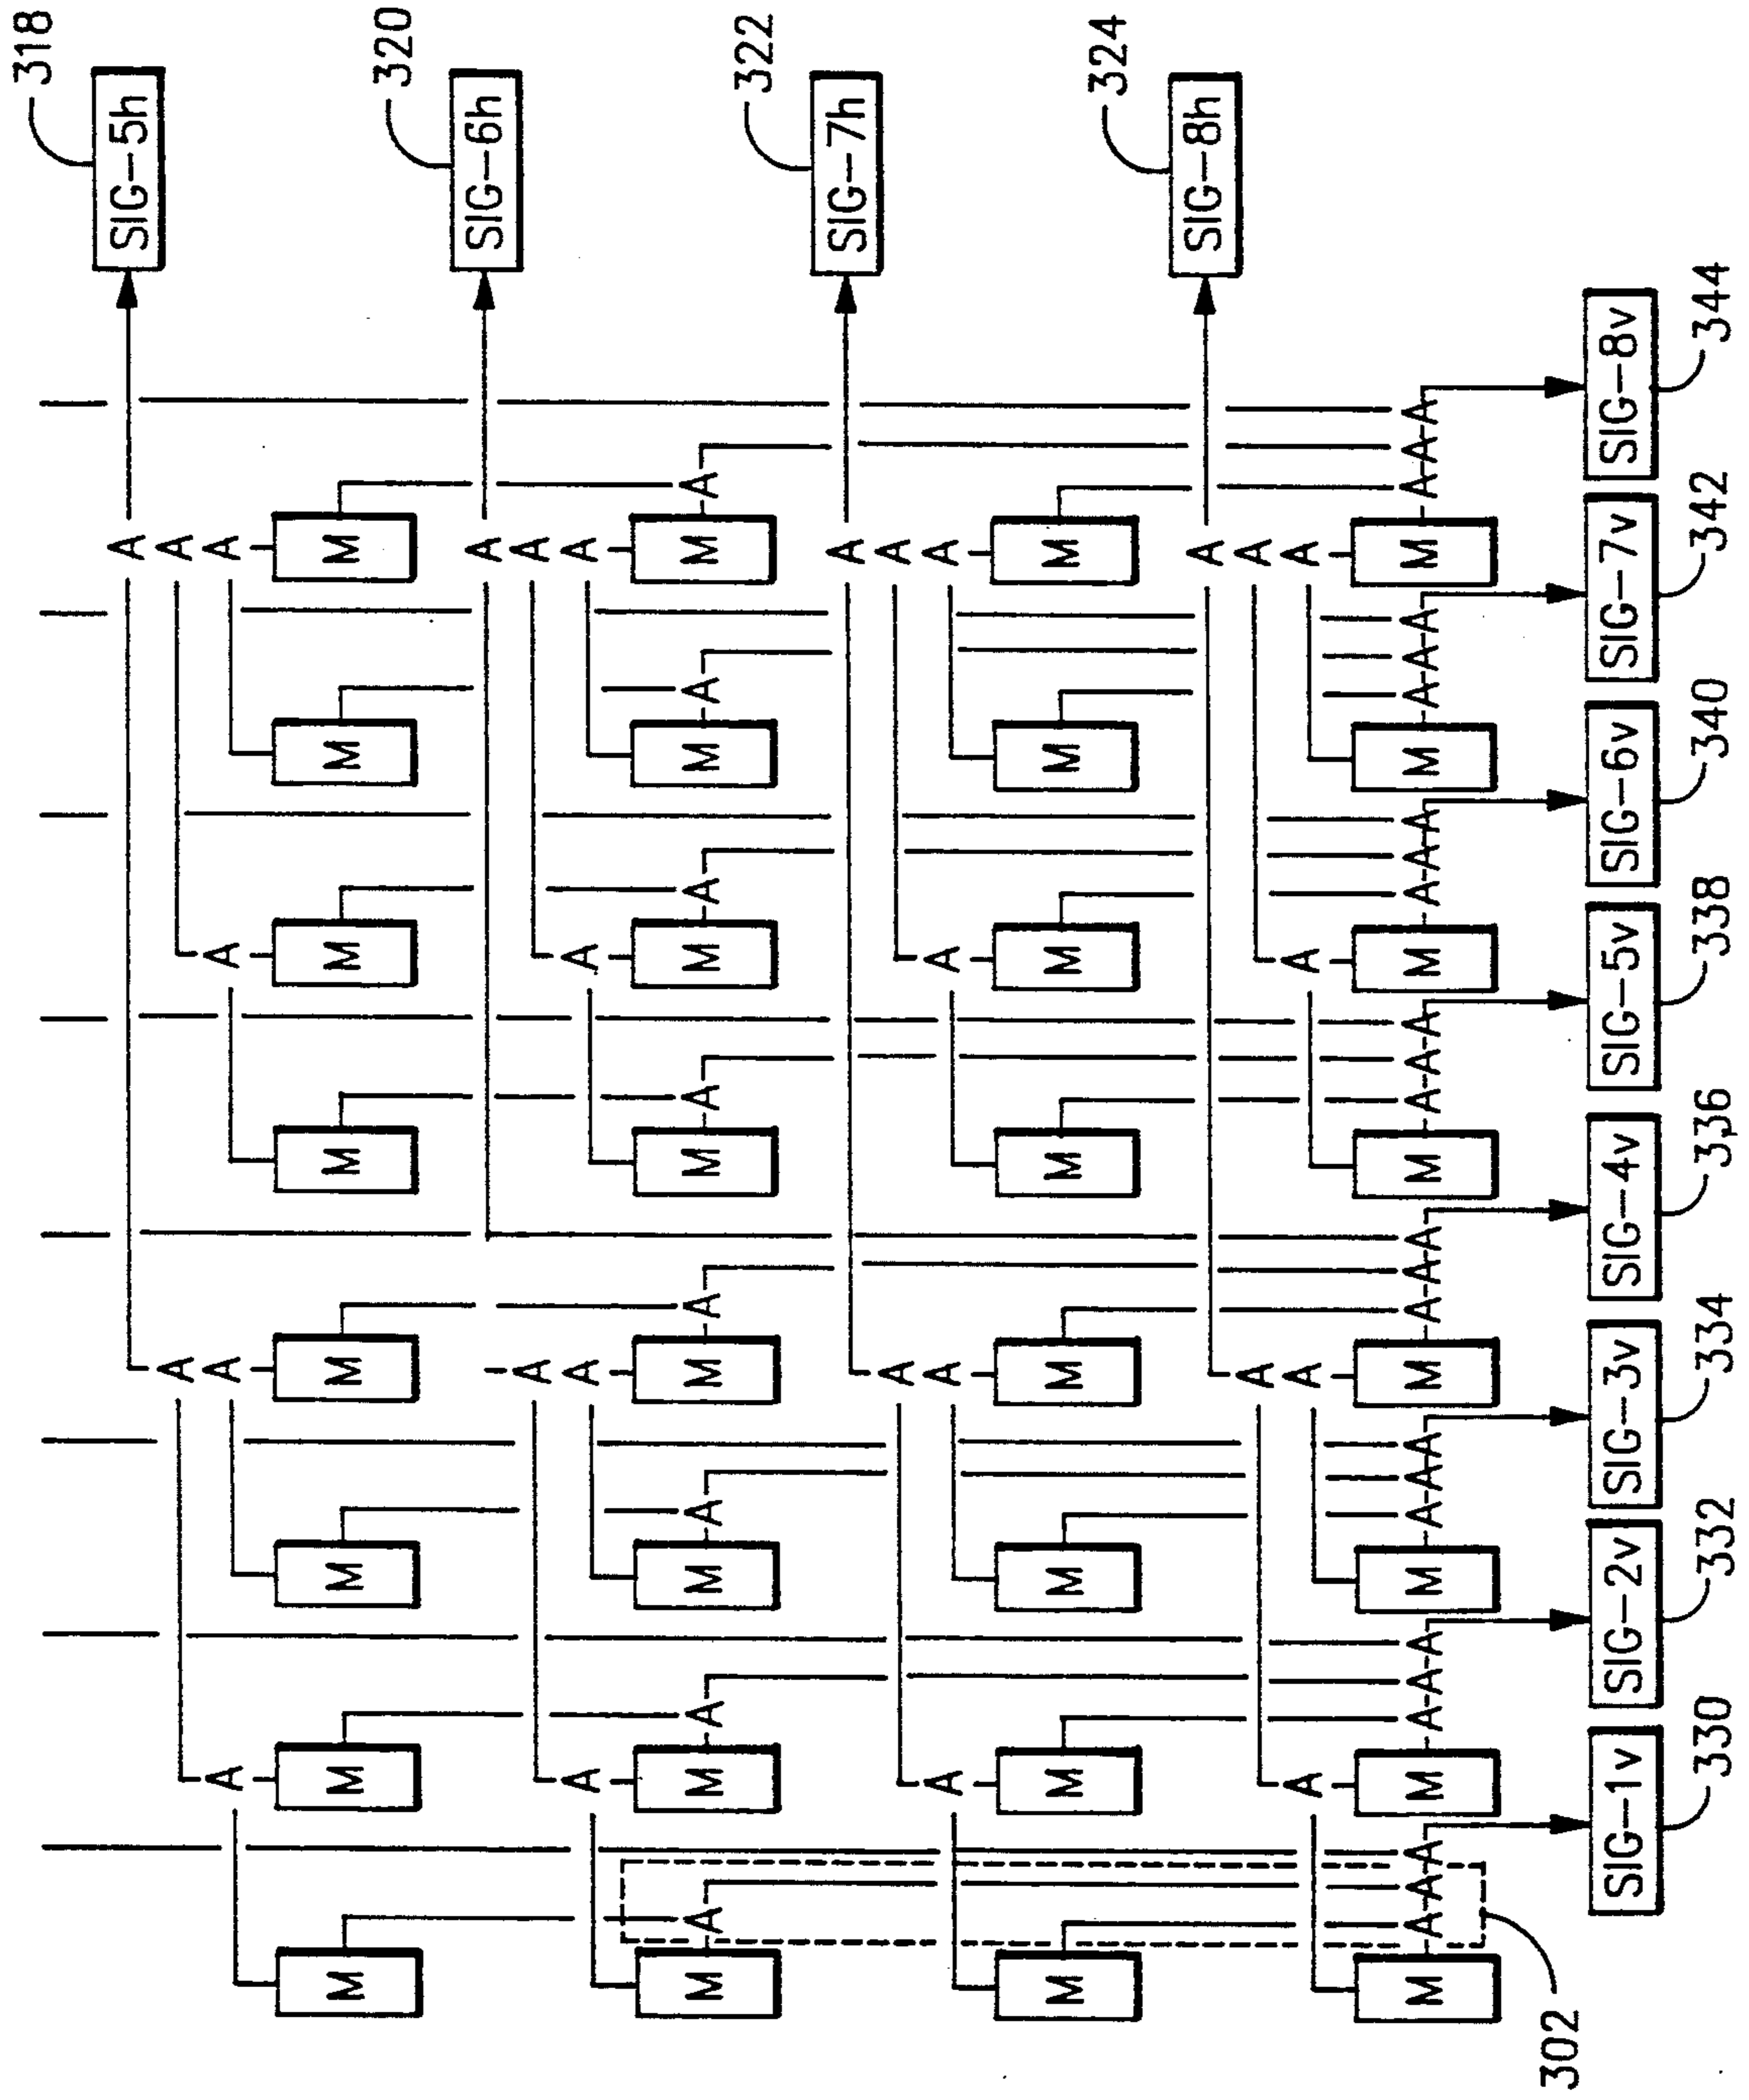 318
A SIG-5h
A A
A A A A
M M M M M M M M
320
A SIG-6h
A A
A A A A
M A M A M A M A M A M A M A M A
322
A SIG-7h
A A
A A A A
M M M M M M M M
324
A SIG-8h
A A
A A A A
M A A A M A A A M A A A M A A A M A A A M A A A M A A A M A A A
302
SIG-1v SIG-2v SIG-3v SIG-4v SIG-5v SIG-6v SIG-7v SIG-8v
330 332 334 336 338 340 342 344